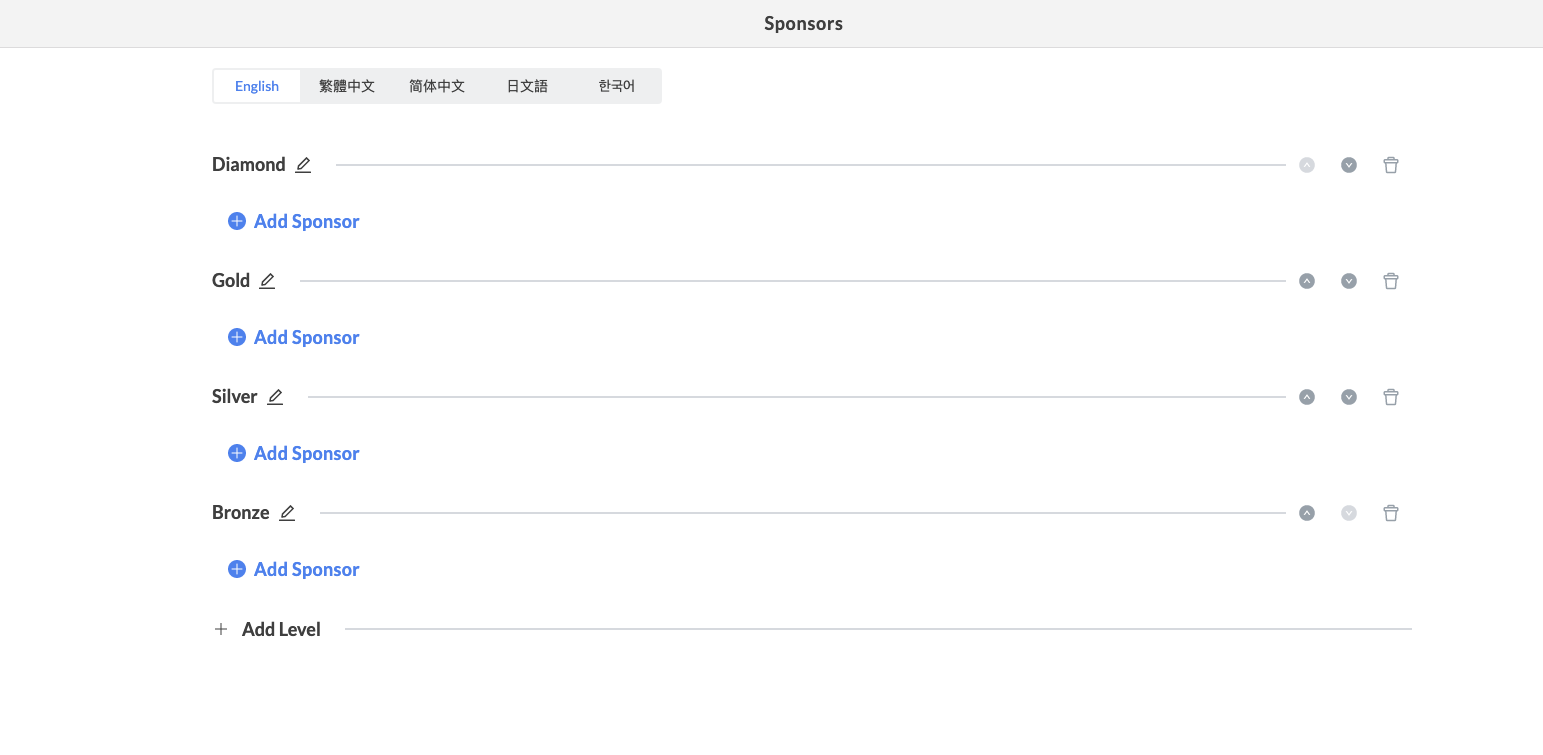 Sponsors
English 繁體中文 简体中文 日文語 한국어
Diamond
Add Sponsor
Gold
Add Sponsor
Silver
Add Sponsor
Bronze
Add Sponsor
Add Level